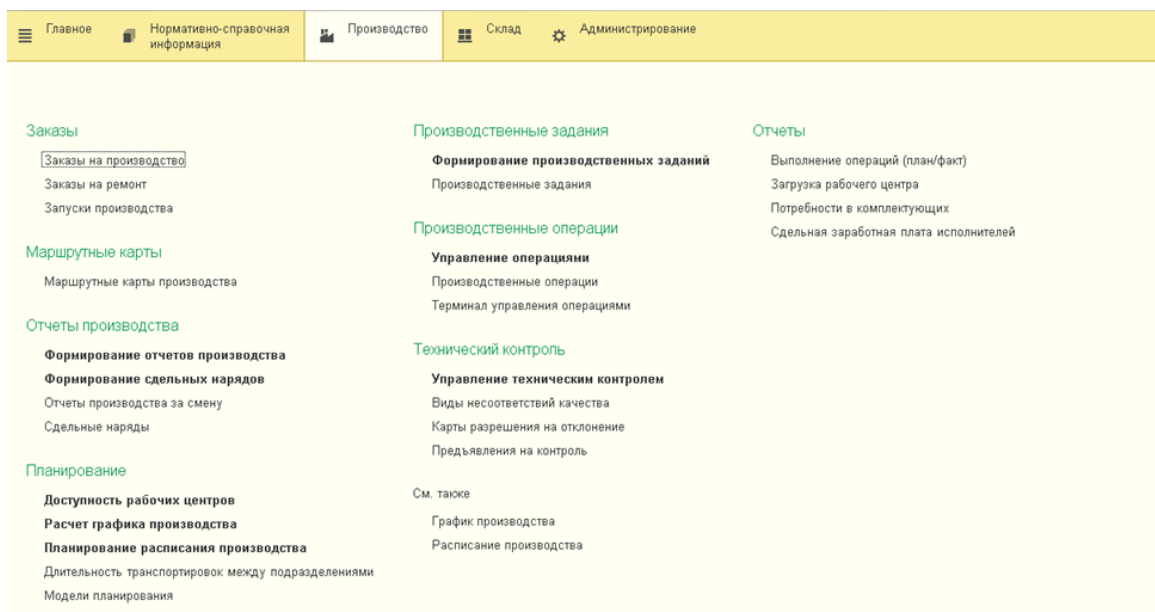 Главное
Нормативно-справочная
информация
Производство
Склад
Администрирование
Заказы
Заказы на производство
Заказы на ремонт
Запуски производства
Маршрутные карты
Маршрутные карты производства
Отчеты производства
Формирование отчетов производства
Формирование сдельных нарядов
Отчеты производства за смену
Сдельные наряды
Планирование
Доступность рабочих центров
Расчет графика производства
Планирование расписания производства
Длительность транспортировок между подразделениями
Модели планирования
Производственные задания
Формирование производственных заданий
Производственные задания
Производственные операции
Управление операциями
Производственные операции
Терминал управления операциями
Технический контроль
Управление техническим контролем
Виды несоответствий качества
Карты разрешения на отклонение
Предъявления на контроль
См. также
График производства
Расписание производства
Отчеты
Выполнение операций (план/факт)
Загрузка рабочего центра
Потребности в комплектующих
Сдельная заработная плата исполнителей